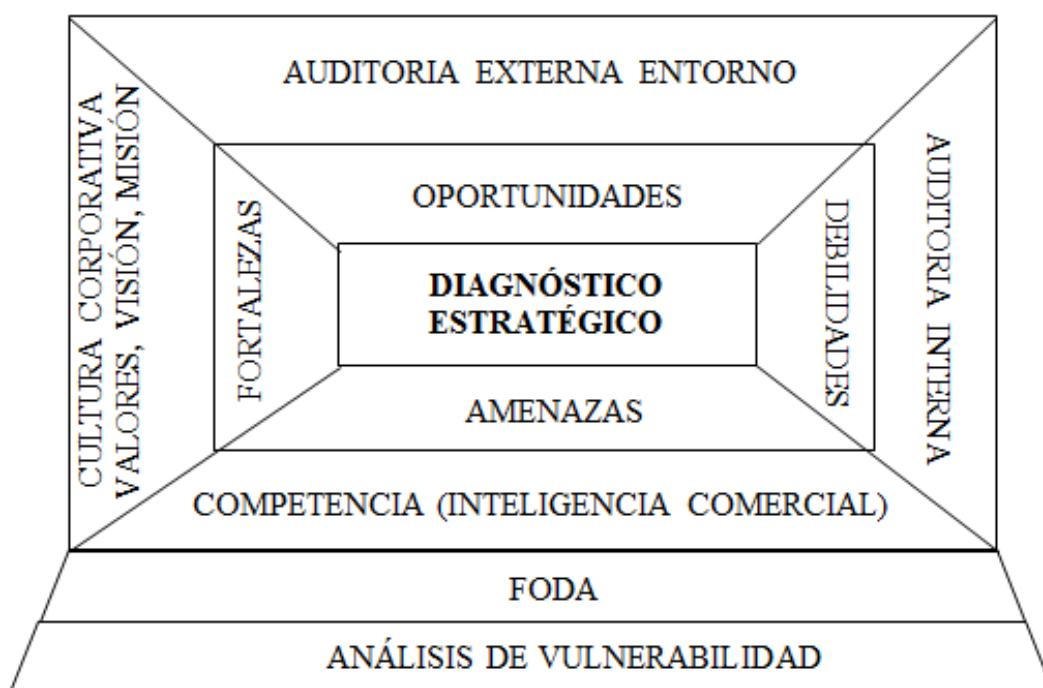 AUDITORIA EXTERNA ENTORNO
CULTURA CORPORATIVA
VALORES, VISIÓN, MISIÓN
FORTALEZAS
OPORTUNIDADES
DIAGNÓSTICO
ESTRATÉGICO
AMENAZAS
DEBILIDADES
AUDITORIA INTERNA
COMPETENCIA (INTELIGENCIA COMERCIAL)
FODA
ANÁLISIS DE VULNERABILIDAD